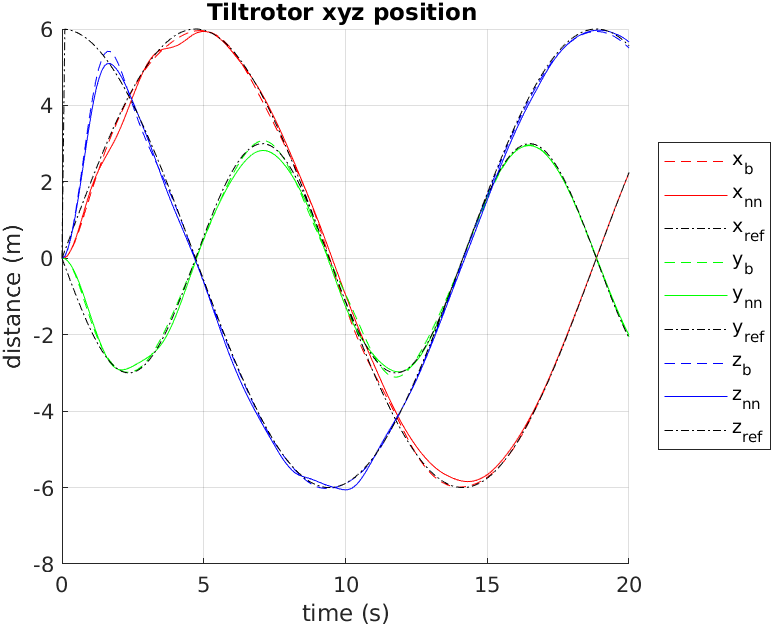 Tiltrotor xyz position
6
4
2
0
-2
-4
-6
-8
distance (m)
0 5 10 15 20
time (s)
x_b
x_nn
x_ref
y_b
y_nn
y_ref
z_b
z_nn
z_ref